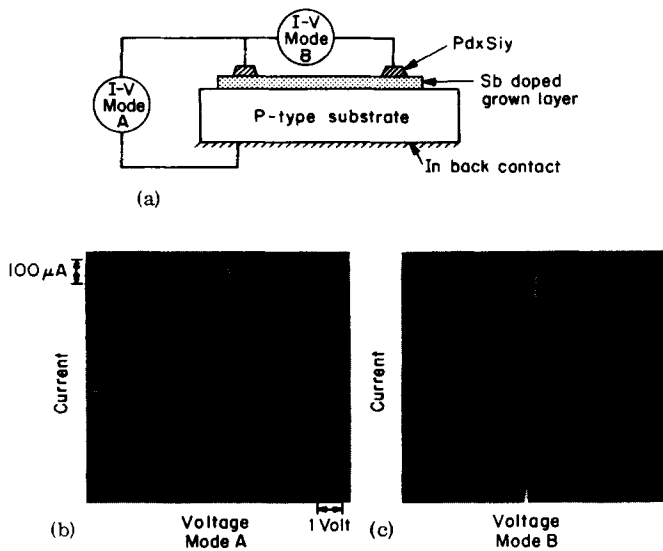 I-V
Mode
B
PdxSiy
I-V
Mode
A
Sb doped
grown layer
P-type substrate
In back contact
(a)
100 μA
Current
Current
(b)
Voltage
Mode A
1 Volt
(c)
Voltage
Mode B